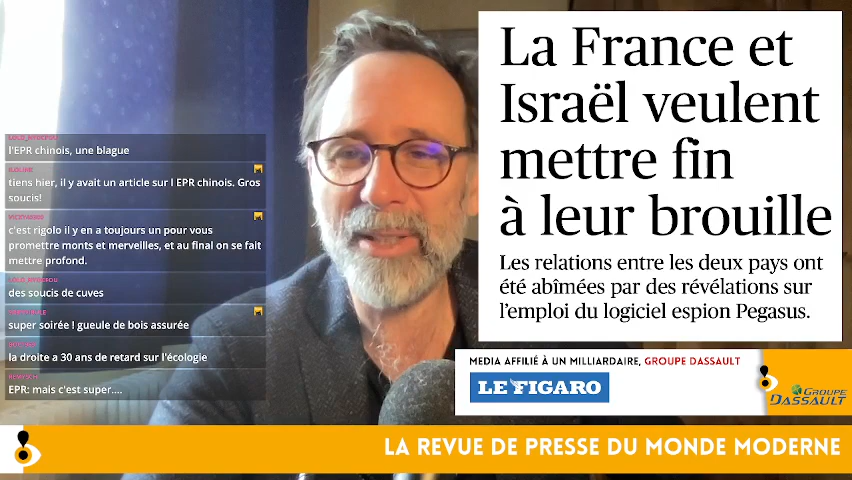 l'EPR chinois, une blague
tiens hier, il y avait un article sur l EPR chinois. Gros
soucis!
c'est rigolo il y en a toujours un pour vous
promettre monts et merveilles, et au final on se fait
mettre profond.
des soucis de cuves
super soirée ! gueule de bois assurée
la droite a 30 ans de retard sur l'écologie
EPR: mais c'est super....
La France et
Israël veulent
mettre fin
à leur brouille
Les relations entre les deux pays ont
été abîmées par des révélations sur
l'emploi du logiciel espion Pegasus.
MEDIA AFFILIÉ À UN MILLIARDAIRE, GROUPE DASSAULT
LE FIGARO
GROUPE
DASSAULT
LA REVUE DE PRESSE DU MONDE MODERNE